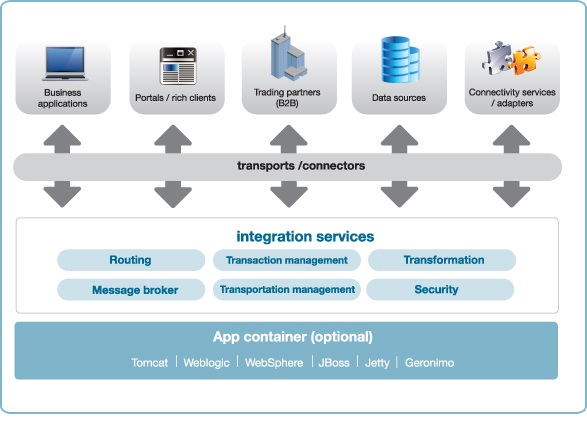 Business
applications
Portals / rich clients
Trading partners
(B2B)
Data sources
Connectivity services
/ adapters
transports /connectors
integration services
Routing
Transaction management
Transformation
Message broker
Transportation management
Security
App container (optional)
Tomcat | Weblogic | WebSphere | JBoss | Jetty | Geronimo